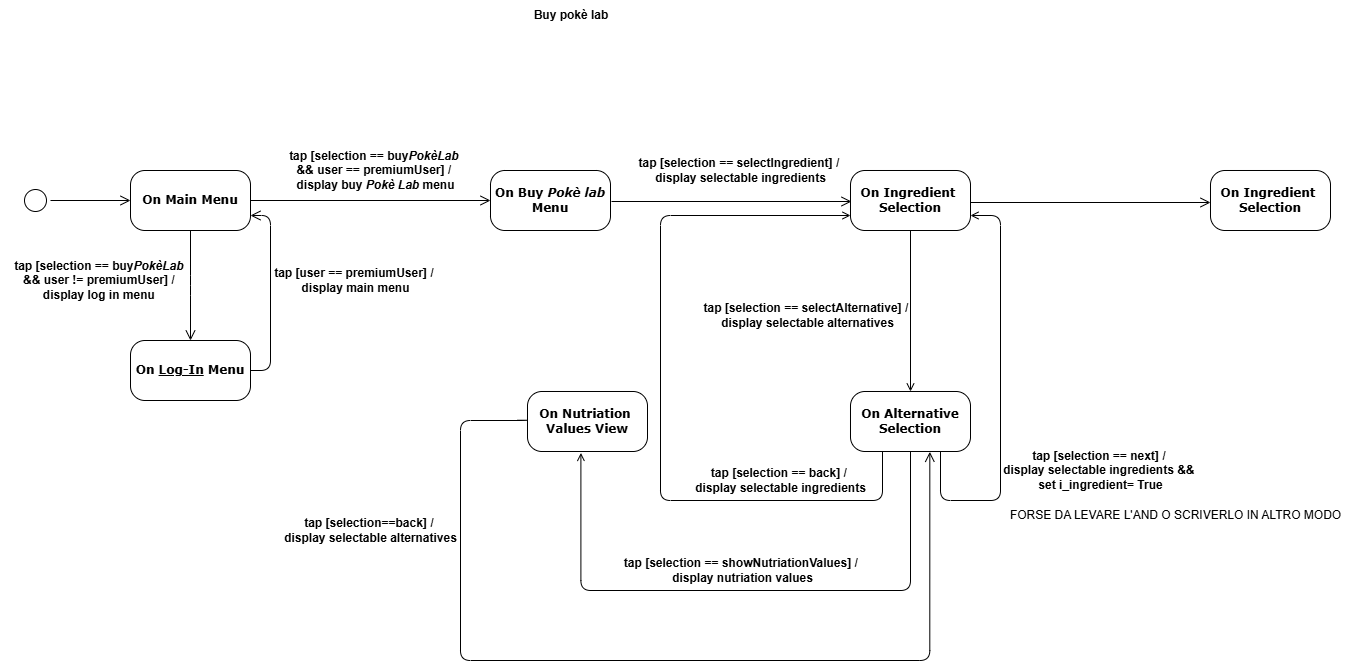 Buy pokè lab
tap [selection == buyPokèLab
&& user == premiumUser] /
display buy Pokè Lab menu
tap [selection == selectIngredient] /
display selectable ingredients
On Main Menu
On Buy Pokè lab
Menu
On Ingredient
Selection
On Ingredient
Selection
tap [selection == buyPokèLab
&& user != premiumUser] /
display log in menu
tap [user == premiumUser] /
display main menu
tap [selection == selectAlternative] /
display selectable alternatives
On Log-In Menu
On Nutriation
Values View
On Alternative
Selection
tap [selection == back] /
display selectable ingredients
tap [selection == next] /
display selectable ingredients &&
set i_ingredient= True
FORSE DA LEVARE L'AND O SCRIVERLO IN ALTRO MODO
tap [selection==back] /
display selectable alternatives
tap [selection == showNutriationValues] /
display nutriation values